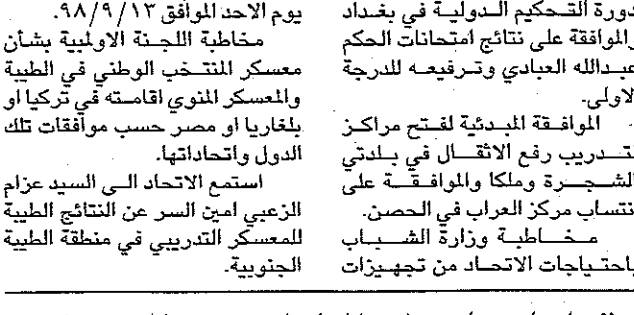 دورة التحكيم الدولية في بغداد
والموافقة على نتائج امتحانات الحكم
عبدالله العبادي وترفيعه للدرجة
الاولى.
الموافقة المبدئية لفتح مراكز
لتدريب رفع الاثقال في بلدتي
الشجرة وملكا والموافقة على
انتساب مركز العراب في الحصن.
مخاطبة وزارة الشباب
باحتياجات الاتحاد من تجهيزات
يوم الاحد الموافق ٩٨/٩/١٣.
مخاطبة اللجنة الاولمبية بشأن
معسكر المنتخب الوطني في الطيبة
والمعسكر المنوي اقامسته في تركيا او
بلغاريا او مصر حسب موافقات تلك
الدول واتحاداتها.
استمع الاتحاد الى السيد عزام
الزعبي امين السر عن النتائج الطيبة
للمعسكر التدريبي في منطقة الطيبة
الجنوبية.